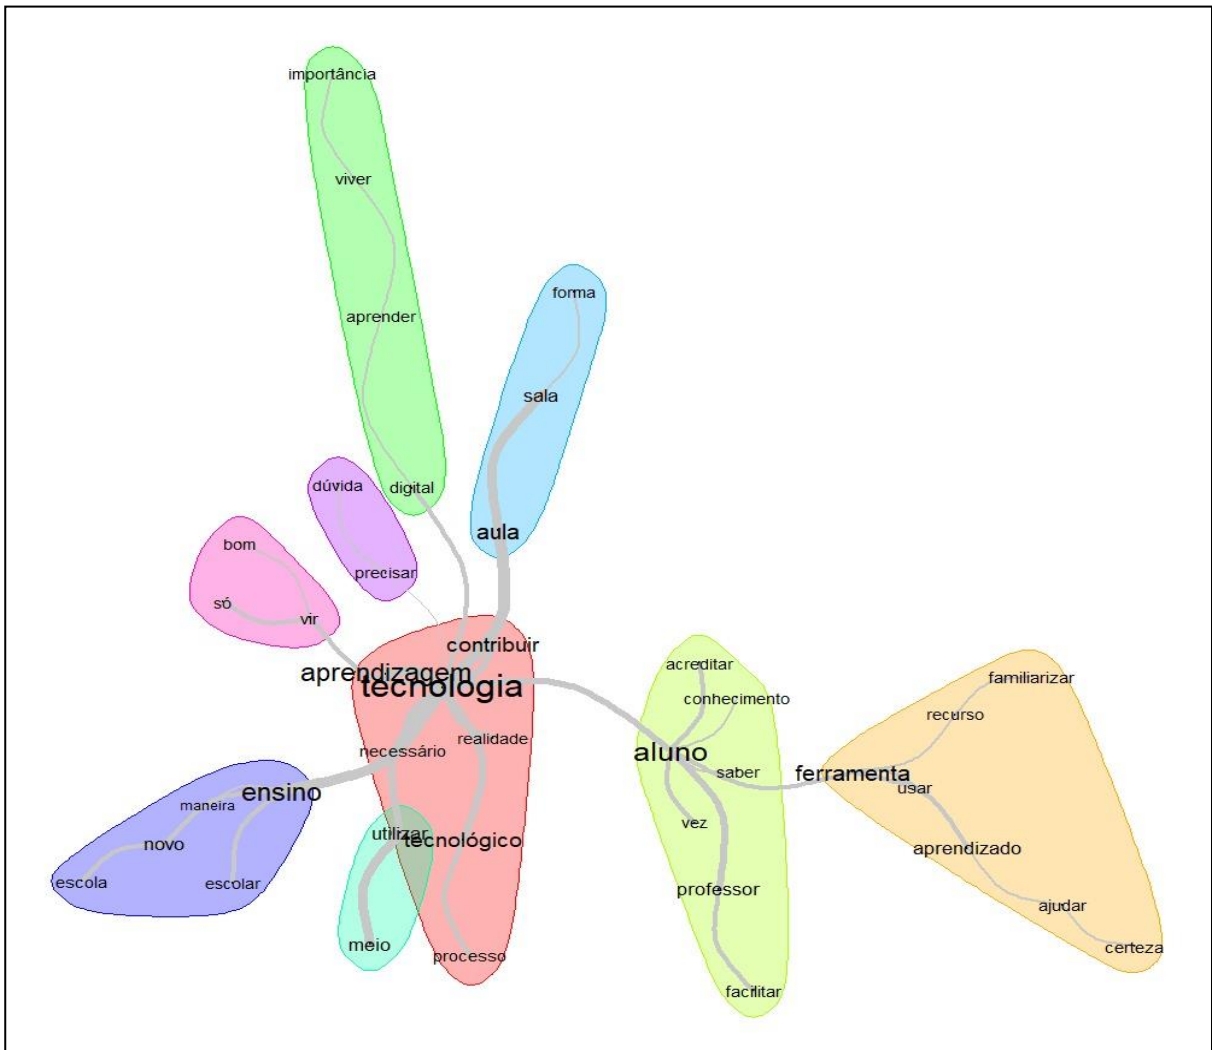 importância
viver
aprender
digital
forma
sala
aula
dúvida
precisar
bom
só
vir
contribuir
aprendizagem
tecnologia
necessário
realidade
ensino
maneira
novo
escola
escolar
utilizar
tecnológico
meio
processo
acreditar
conhecimento
aluno
saber
vez
professor
facilitar
familiarizar
recurso
ferramenta
usar
aprendizado
ajudar
certeza